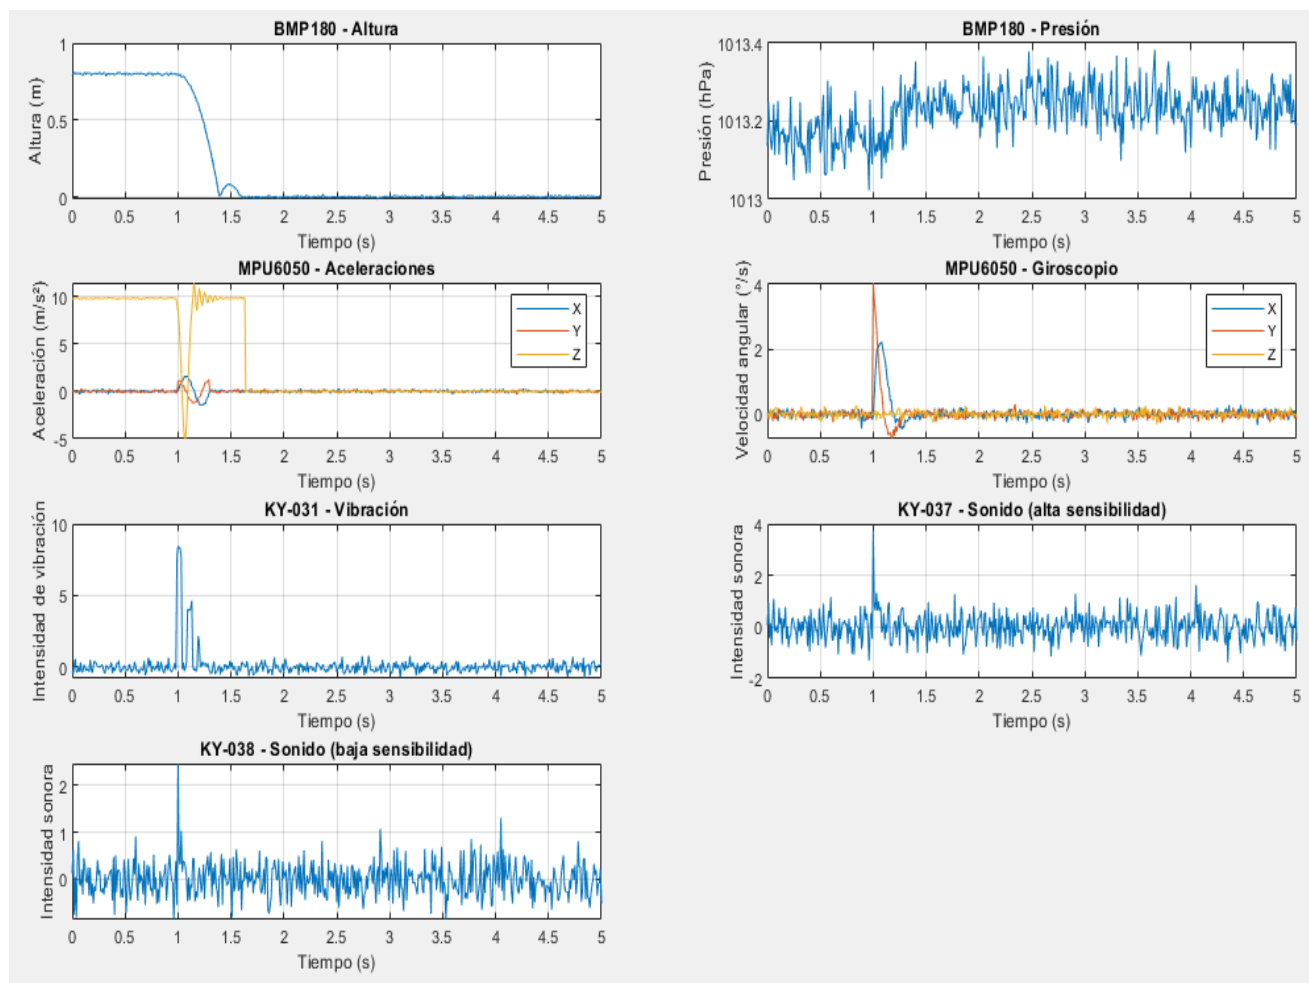 BMP180 - Altura
1
0.5
0
Altura (m)
0 0.5 1 1.5 2 2.5 3 3.5 4 4.5 5
Tiempo (s)
BMP180 - Presión
1013.4
1013.2
1013
Presión (hPa)
0 0.5 1 1.5 2 2.5 3 3.5 4 4.5 5
Tiempo (s)
MPU6050 - Aceleraciones
10
5
0
-5
Aceleración (m/s²)
X
Y
Z
0 0.5 1 1.5 2 2.5 3 3.5 4 4.5 5
Tiempo (s)
MPU6050 - Giroscopio
4
2
0
Velocidad angular (°/s)
X
Y
Z
0 0.5 1 1.5 2 2.5 3 3.5 4 4.5 5
Tiempo (s)
KY-031 - Vibración
10
5
0
Intensidad de vibración
0 0.5 1 1.5 2 2.5 3 3.5 4 4.5 5
Tiempo (s)
KY-037 - Sonido (alta sensibilidad)
4
2
0
-2
Intensidad sonora
0 0.5 1 1.5 2 2.5 3 3.5 4 4.5 5
Tiempo (s)
KY-038 - Sonido (baja sensibilidad)
2
1
0
Intensidad sonora
0 0.5 1 1.5 2 2.5 3 3.5 4 4.5 5
Tiempo (s)